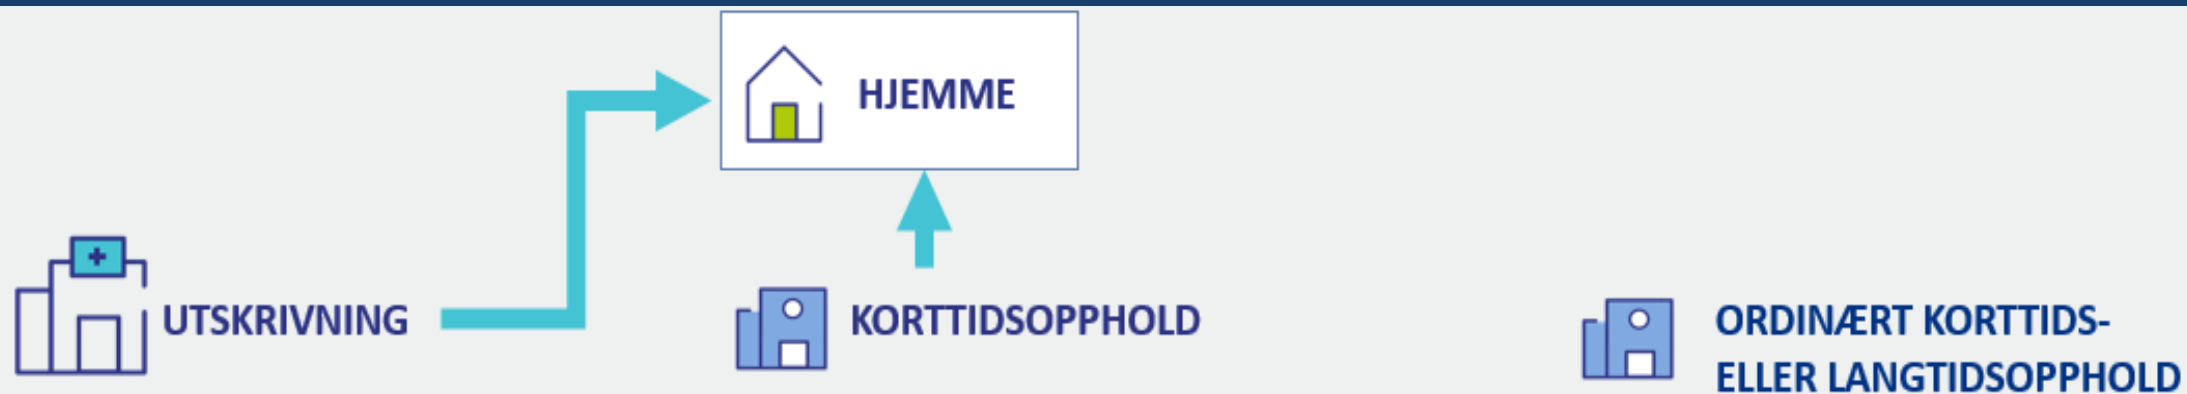 HJEMME
UTSKRIVNING
KORTTIDSOPPHOLD
ORDINÆRT KORTTIDS-
ELLER LANGTIDSOPPHOLD